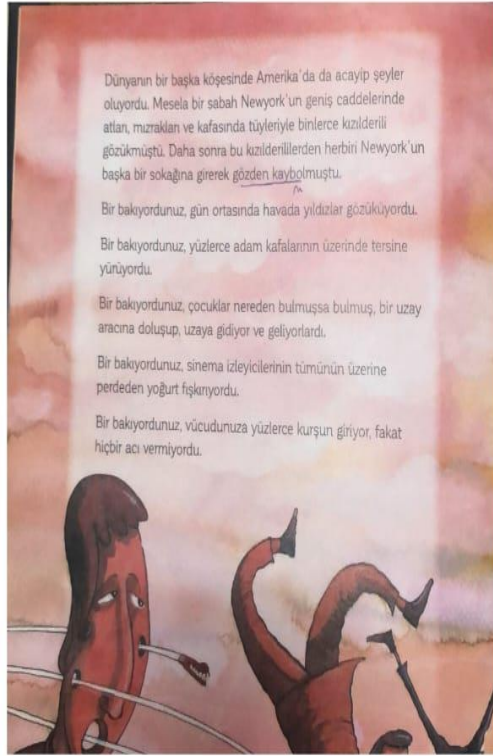 Dünyanın bir başka köşesinde Amerika'da da acayip şeyler
oluyordu. Mesela bir sabah Newyork'un geniş caddelerinde
atları, mızrakları ve kafasında tüyleriyle binlerce kızılderili
gözükmüştü. Daha sonra bu kızılderililerden herbiri Newyork'un
başka bir sokağına girerek gözden kaybolmuştu.
Bir bakıyordunuz, gün ortasında havada yıldızlar gözüküyordu.
Bir bakıyordunuz, yüzlerce adam kafalarının üzerinde tersine
yürüyordu.
Bir bakıyordunuz, çocuklar nereden bulmuşsa bulmuş, bir uzay
aracına doluşup, uzaya gidiyor ve geliyorlardı.
Bir bakıyordunuz, sinema izleyicilerinin tümünün üzerine
perdeden yoğurt fışkırıyordu.
Bir bakıyordunuz, vücudunuza yüzlerce kurşun giriyor, fakat
hiçbir acı vermiyordu.